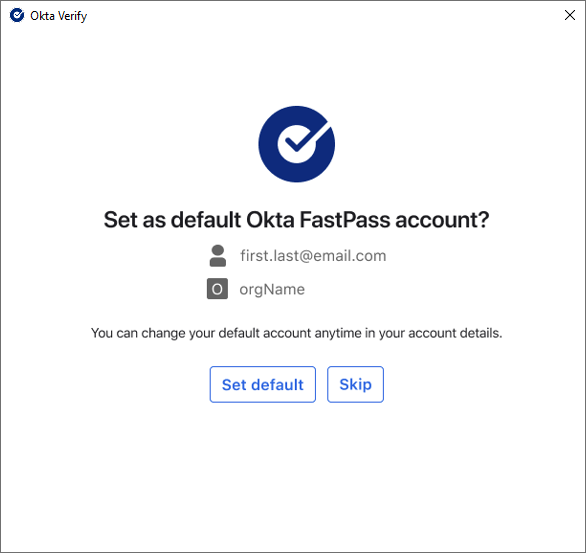 Okta Verify
Set as default Okta FastPass account?
first.last@email.com
O orgName
You can change your default account anytime in your account details.
Set default Skip